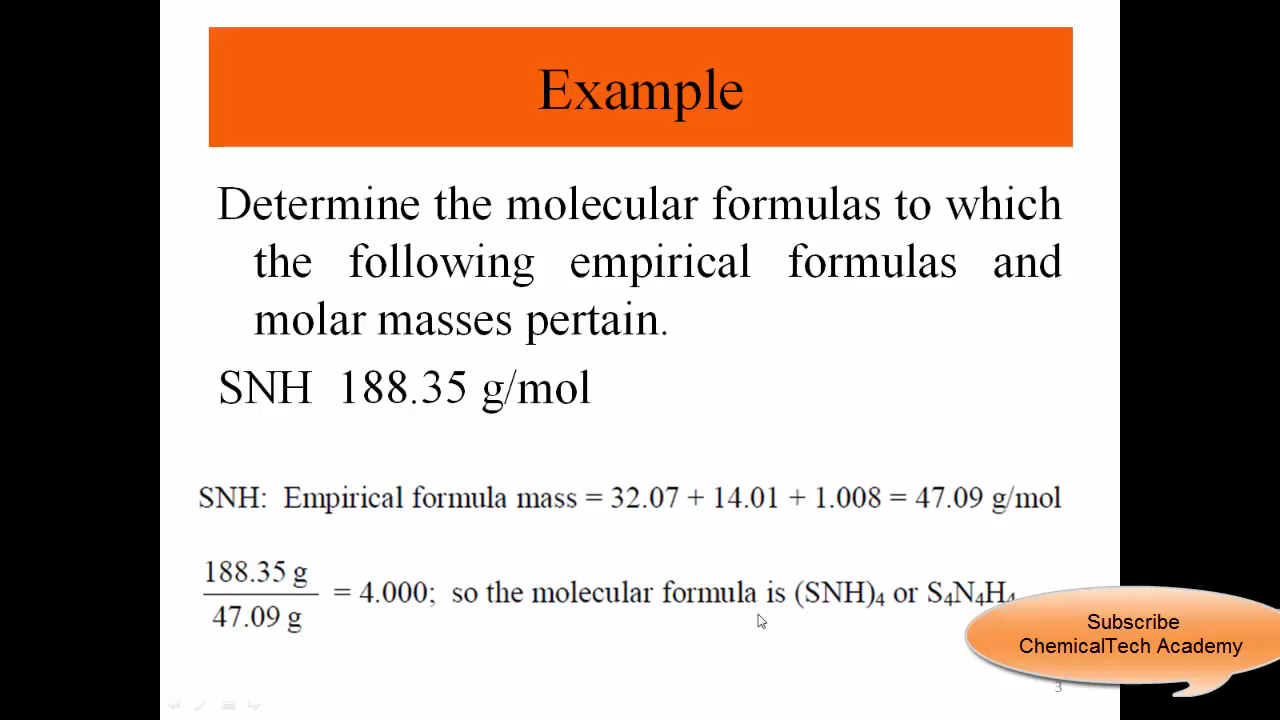 Example
Determine the molecular formulas to which
the following empirical formulas and
molar masses pertain.
SNH 188.35 g/mol
SNH: Empirical formula mass = 32.07 + 14.01 + 1.008 = 47.09 g/mol
188.35 g
47.09 g
= 4.000; so the molecular formula is (SNH)₄ or S₄N₄H₄
Subscribe
ChemicalTech Academy
3